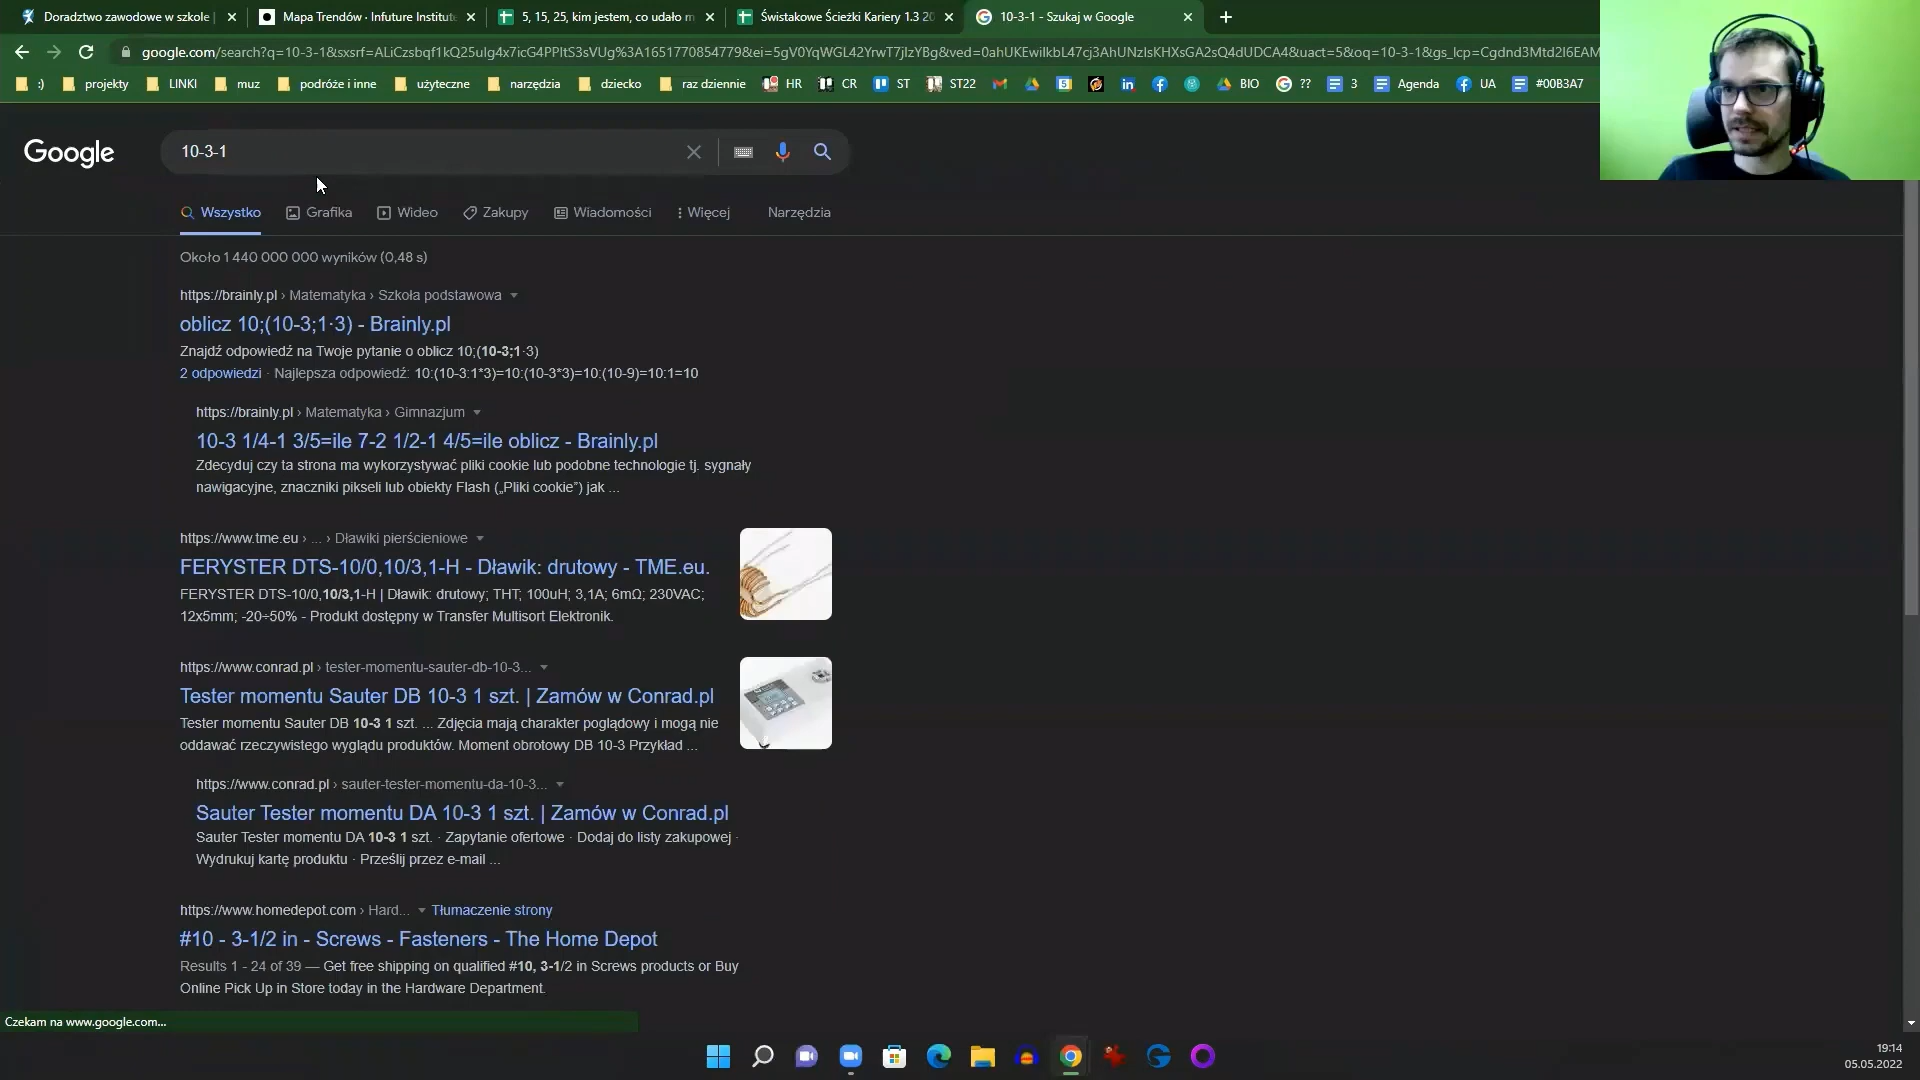 Doradztwo zawodowe w szkole |
Mapa Trendów · Infuture Institute
5, 15, 25, kim jestem, co udało m
Świstakowe Ścieżki Kariery 1.3 20
10-3-1 - Szukaj w Google
google.com/search?q=10-3-1&sxsrf=ALiCzsbqf1kQ25ulg4x7icG4PPltS3sVUg%3A1651770854779&ei=5gV0YqWGL42YrwT7jIzYBg&ved=0ahUKEwilkbL47cj3AhUNzIsKHXsGA2sQ4dUDCA4&uact=5&oq=10-3-1&gs_lcp=Cgdnd3Mtd2l6EAM
:) projekty LINKI muz podróże i inne użyteczne narzędzia dziecko raz dziennie HR CR ST ST22 BIO ?? 3 Agenda UA #00B3A7
Google
10-3-1
Wszystko Grafika Wideo Zakupy Wiadomości Więcej Narzędzia
Około 1 440 000 000 wyników (0,48 s)
https://brainly.pl › Matematyka › Szkoła podstawowa
oblicz 10;(10-3;1·3) - Brainly.pl
Znajdź odpowiedź na Twoje pytanie o oblicz 10;(10-3;1·3)
2 odpowiedzi · Najlepsza odpowiedź: 10:(10-3:1*3)=10:(10-3*3)=10:(10-9)=10:1=10
https://brainly.pl › Matematyka › Gimnazjum
10-3 1/4-1 3/5=ile 7-2 1/2-1 4/5=ile oblicz - Brainly.pl
Zdecyduj czy ta strona ma wykorzystywać pliki cookie lub podobne technologie tj. sygnały
nawigacyjne, znaczniki pikseli lub obiekty Flash („Pliki cookie”) jak ...
https://www.tme.eu › ... › Dławiki pierścieniowe
FERYSTER DTS-10/0,10/3,1-H - Dławik: drutowy - TME.eu.
FERYSTER DTS-10/0,10/3,1-H | Dławik: drutowy; THT; 100uH; 3,1A; 6mΩ; 230VAC;
12x5mm; -20÷50% - Produkt dostępny w Transfer Multisort Elektronik.
https://www.conrad.pl › tester-momentu-sauter-db-10-3...
Tester momentu Sauter DB 10-3 1 szt. | Zamów w Conrad.pl
Tester momentu Sauter DB 10-3 1 szt. ... Zdjęcia mają charakter poglądowy i mogą nie
oddawać rzeczywistego wyglądu produktów. Moment obrotowy DB 10-3 Przykład ...
https://www.conrad.pl › sauter-tester-momentu-da-10-3...
Sauter Tester momentu DA 10-3 1 szt. | Zamów w Conrad.pl
Sauter Tester momentu DA 10-3 1 szt. · Zapytanie ofertowe · Dodaj do listy zakupowej ·
Wydrukuj kartę produktu · Prześlij przez e-mail ...
https://www.homedepot.com › Hard... Tłumaczenie strony
#10 - 3-1/2 in - Screws - Fasteners - The Home Depot
Results 1 - 24 of 39 — Get free shipping on qualified #10, 3-1/2 in Screws products or Buy
Online Pick Up in Store today in the Hardware Department.
Czekam na www.google.com...
19:14
05.05.2022